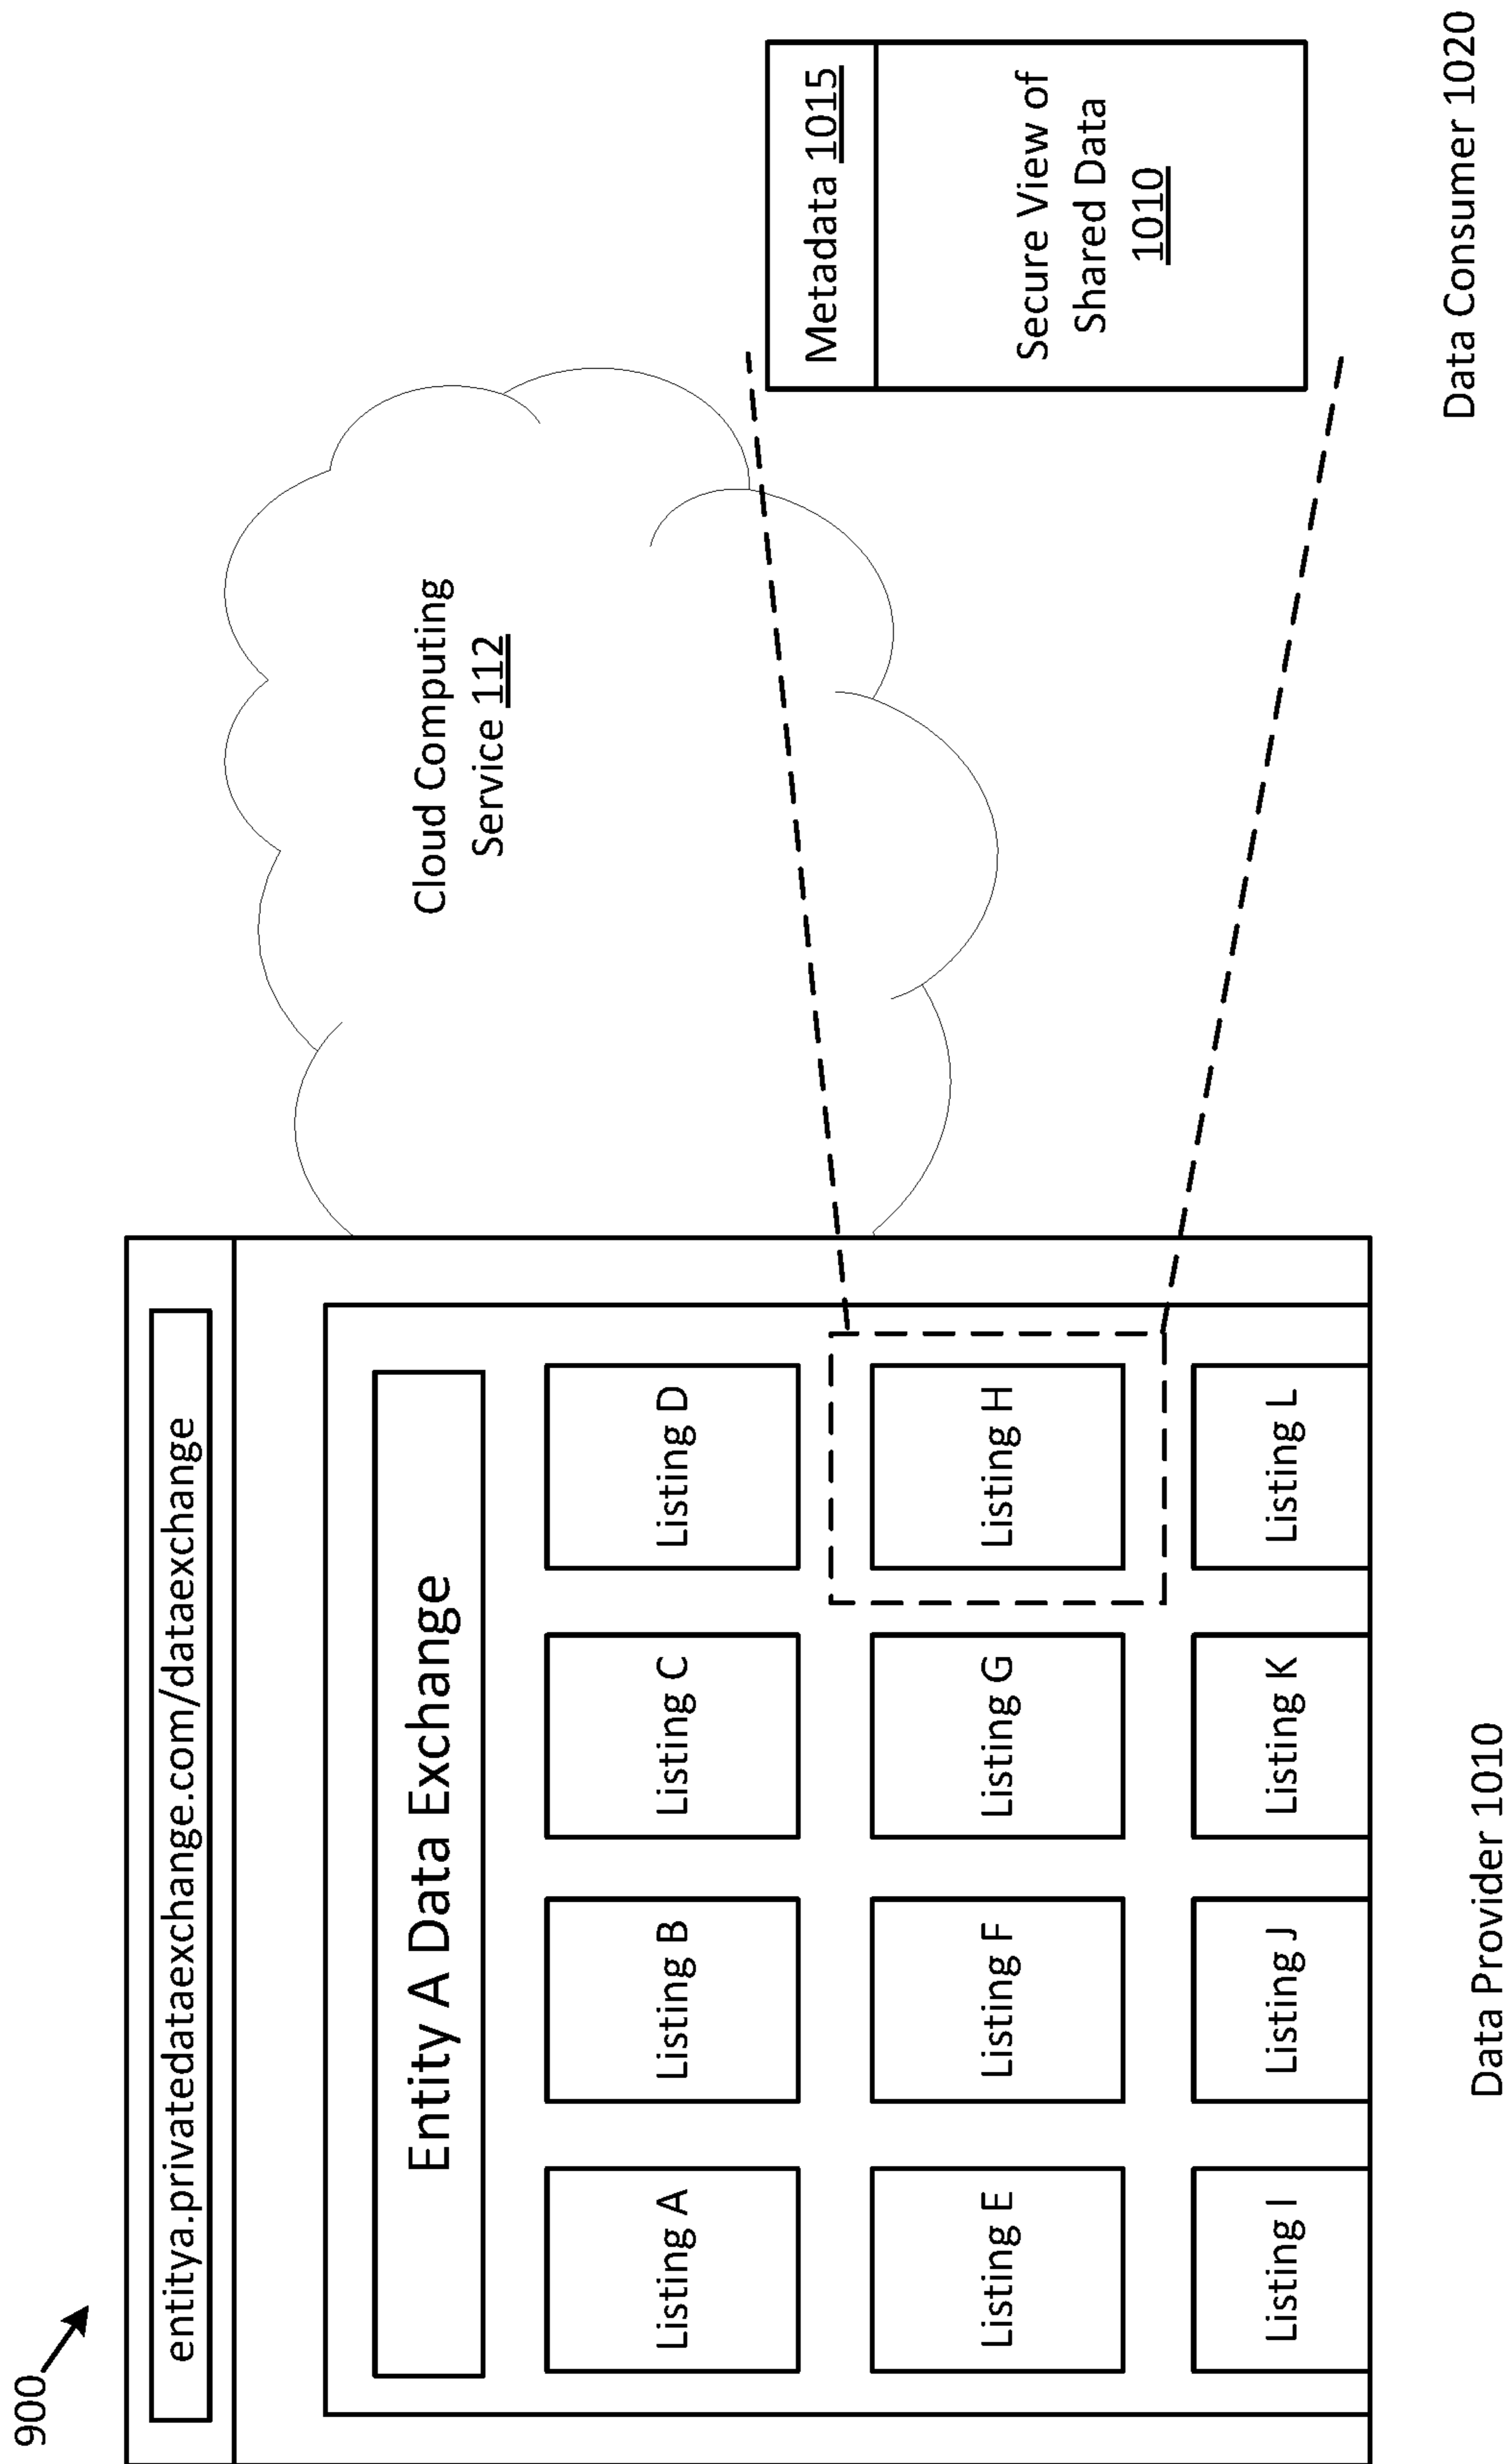 900
entitya.privatedataexchange.com/dataexchange
Entity A Data Exchange
Listing A
Listing B
Listing C
Listing D
Listing E
Listing F
Listing G
Listing H
Listing I
Listing J
Listing K
Listing L
Cloud Computing
Service 112
Metadata 1015
Secure View of
Shared Data
1010
Data Provider 1010
Data Consumer 1020